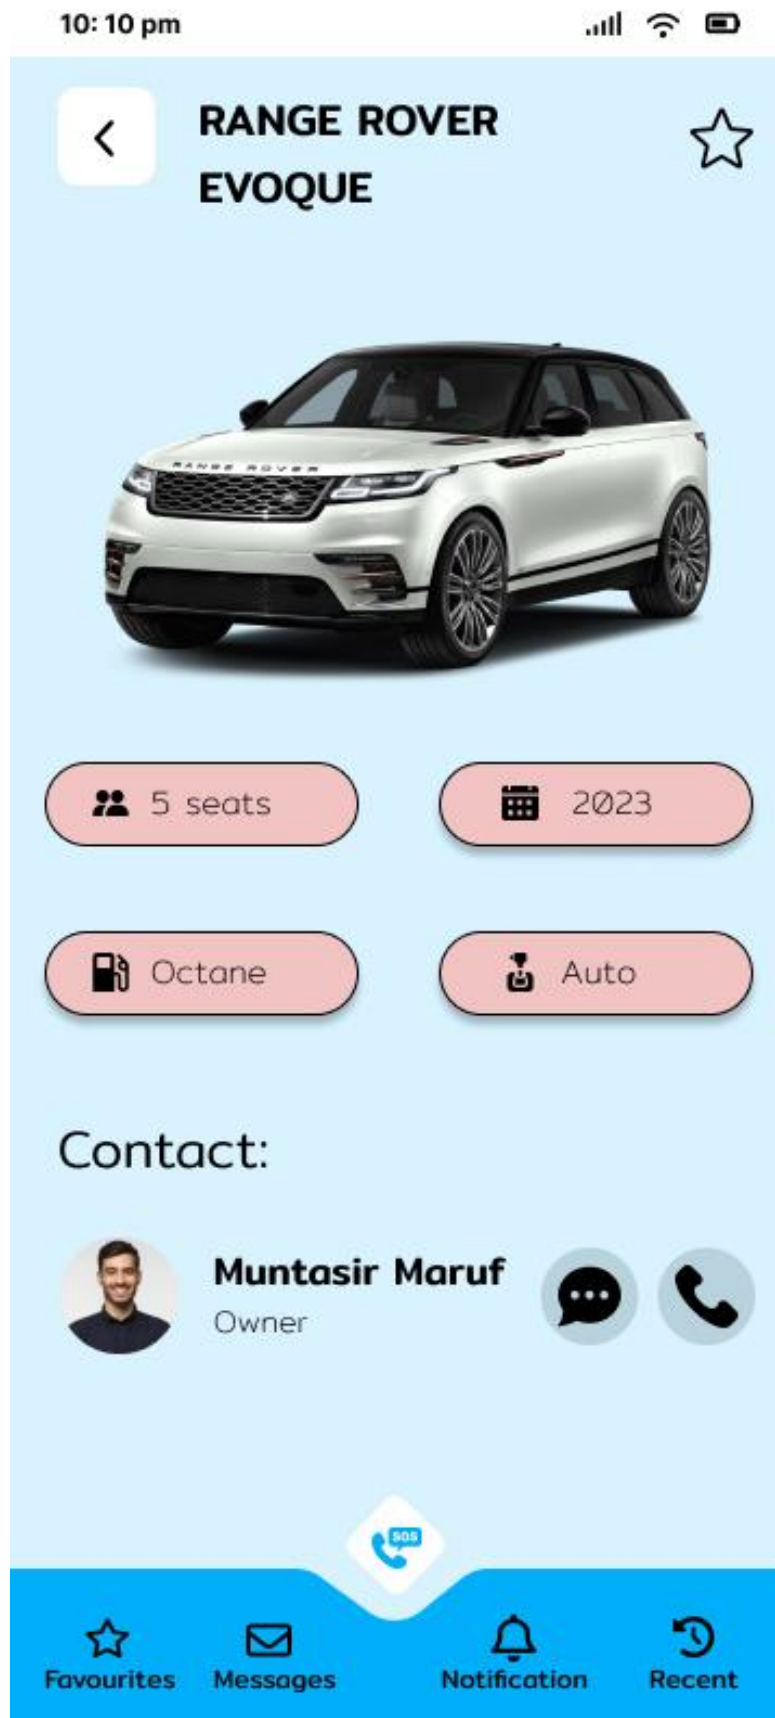 10:10 pm
RANGE ROVER
EVOQUE
RANGE ROVER
5 seats
2023
Octane
Auto
Contact:
Muntasir Maruf
Owner
SOS
Favourites
Messages
Notification
Recent